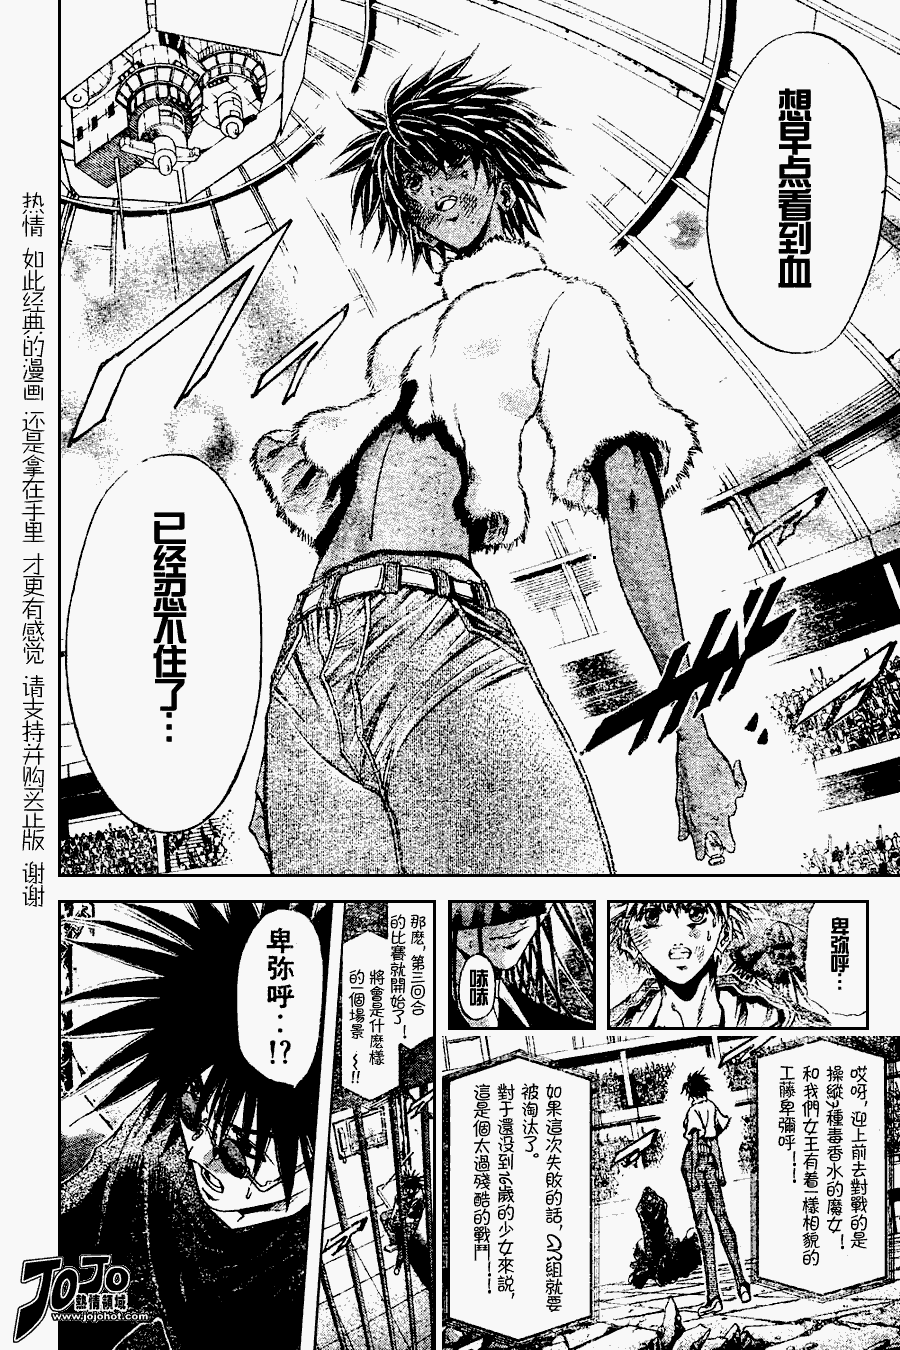 想早点看到血
已经忍不住了…
卑弥呼…
哧哧
哎呀，迎上前去對戰的是
操縱7種毒香水的魔女！
和我們女王有着一樣相貌的
工藤卑彌呼！！
如果這次失敗的話，GR組就要
被淘汰了。
對于還没到16歲的少女來説，
這是個太過殘酷的戰鬥！！
那麽，第三回合
的比賽就開始了！
將會是什麽樣
的一個場景
～!!
卑弥呼‥!?
热情 如此经典的漫画 还是拿在手里 才更有感觉 请支持并购买正版 谢谢
JOJO
熱情領域
www.jojohot.com